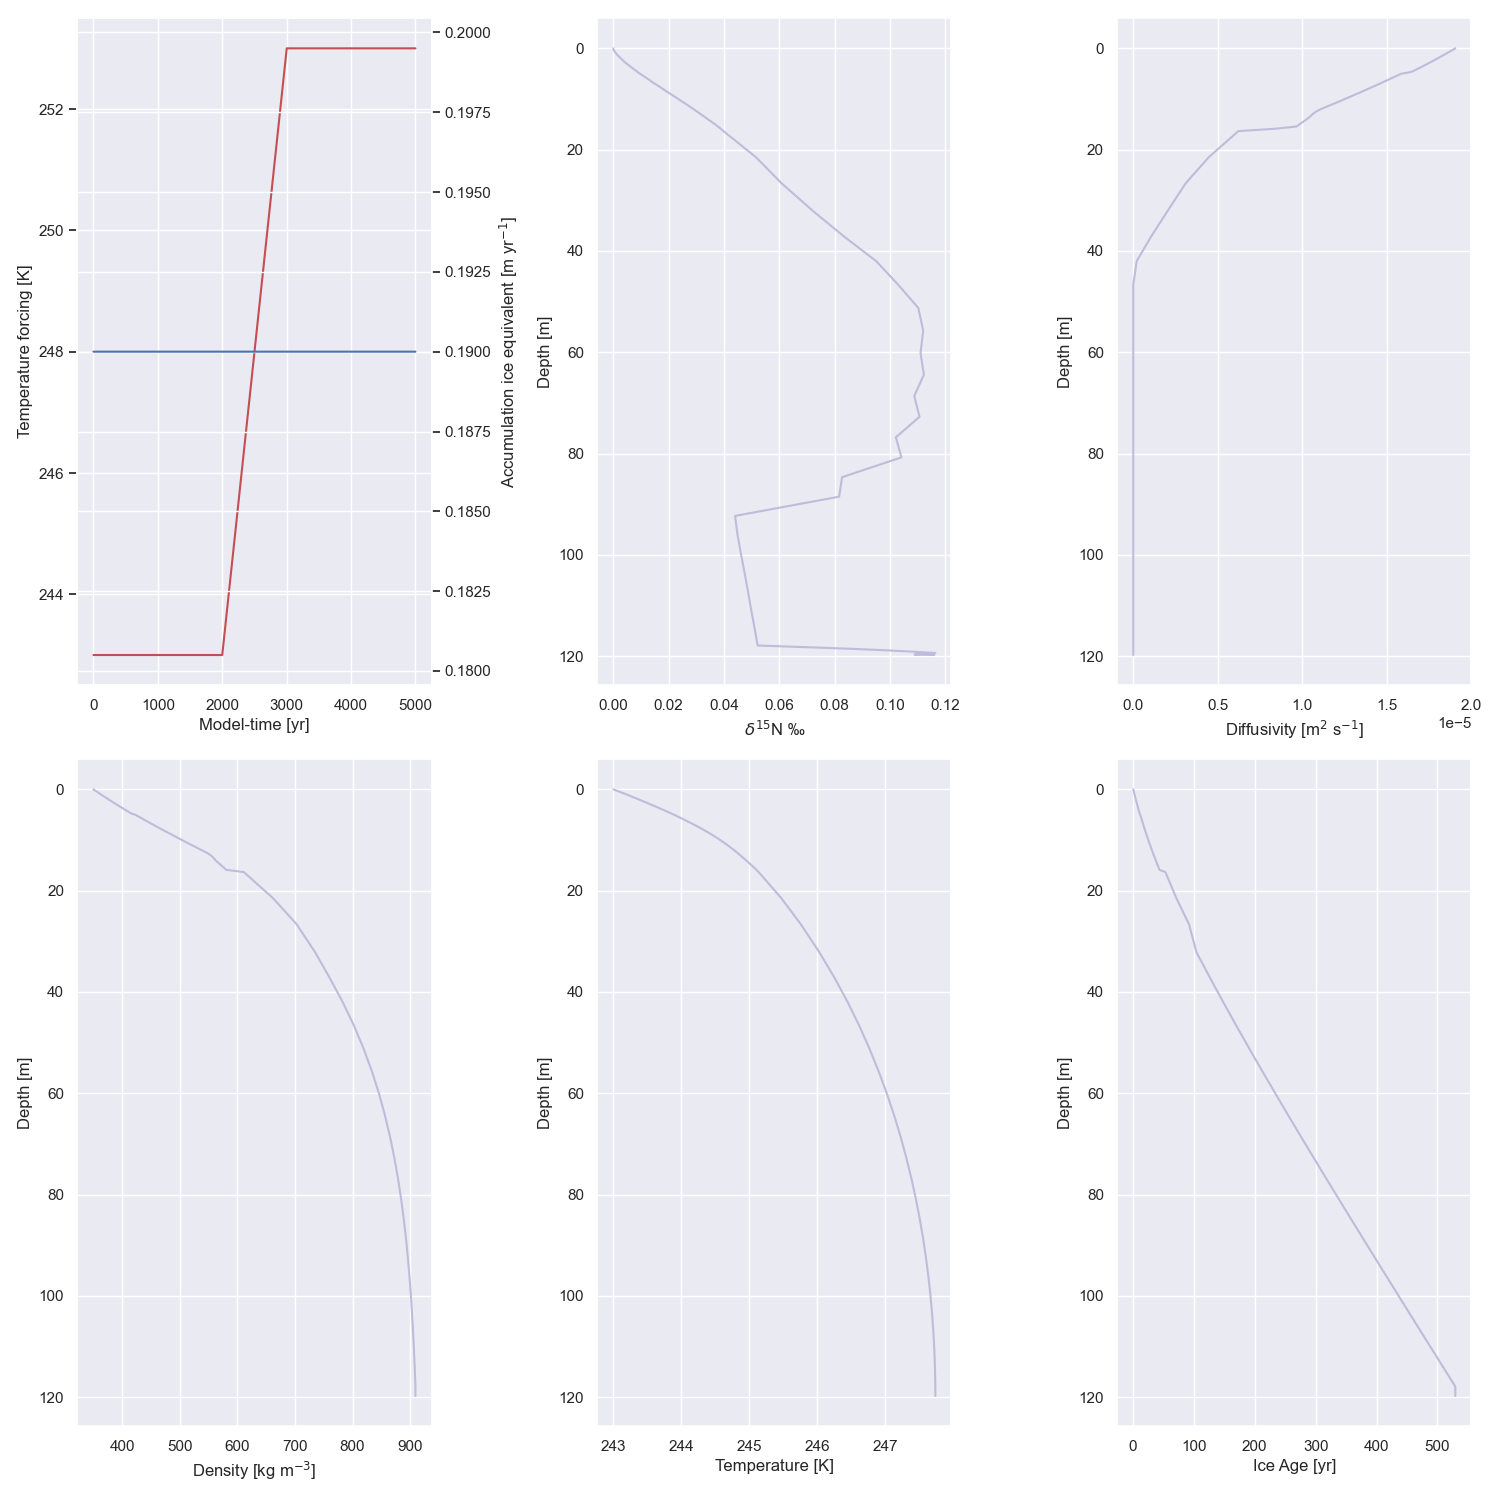 252
250
248
246
244
Temperature forcing [K]
0 1000 2000 3000 4000 5000
Model-time [yr]
0.2000
0.1975
0.1950
0.1925
0.1900
0.1875
0.1850
0.1825
0.1800
Accumulation ice equivalent [m yr⁻¹]
0
20
40
60
80
100
120
Depth [m]
0.00 0.02 0.04 0.06 0.08 0.10 0.12
δ¹⁵N ‰
0
20
40
60
80
100
120
Depth [m]
0.0 0.5 1.0 1.5 2.0
1e−5
Diffusivity [m² s⁻¹]
0
20
40
60
80
100
120
Depth [m]
400 500 600 700 800 900
Density [kg m⁻³]
0
20
40
60
80
100
120
Depth [m]
243 244 245 246 247
Temperature [K]
0
20
40
60
80
100
120
Depth [m]
0 100 200 300 400 500
Ice Age [yr]